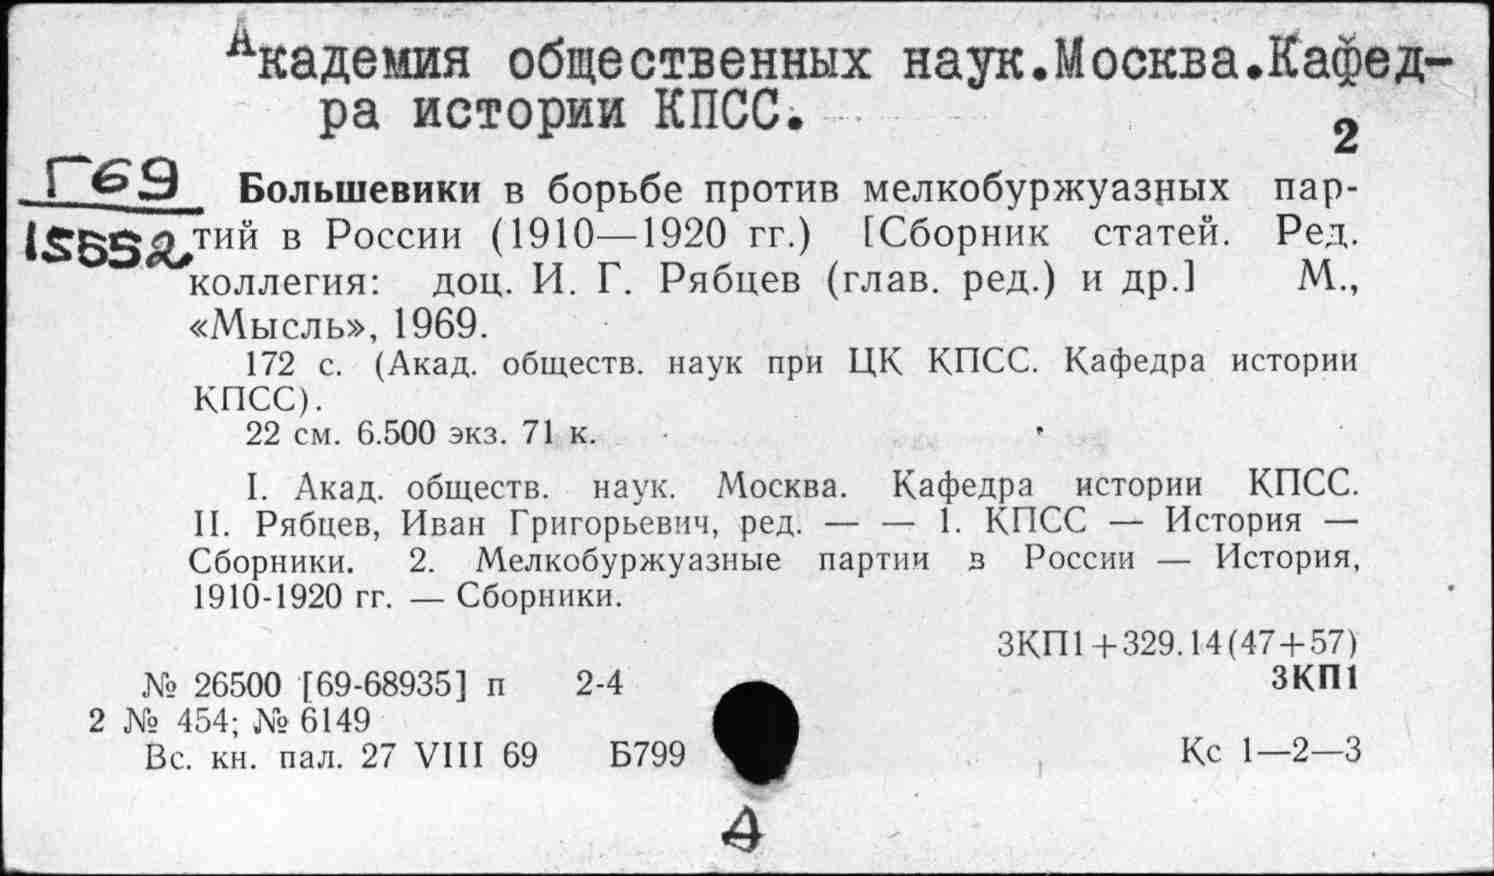 Академия общественных наук.Москва.Кафед-
ра истории КПСС.
2
Г69
Большевики в борьбе против мелкобуржуазных пар-
15552
тий в России (1910—1920 гг.) [Сборник статей. Ред.
коллегия: доц. И. Г. Рябцев (глав. ред.) и др.] М.,
«Мысль», 1969.
172 с. (Акад. обществ. наук при ЦК КПСС. Кафедра истории
КПСС).
22 см. 6.500 экз. 71 к.
I. Акад. обществ. наук. Москва. Кафедра истории КПСС.
II. Рябцев, Иван Григорьевич, ред. — — 1. КПСС — История —
Сборники. 2. Мелкобуржуазные партии в России — История,
1910-1920 гг. — Сборники.
3КП1+329.14(47+57)
№ 26500 [69-68935] п 2-4 3КП1
2 № 454; № 6149
Вс. кн. пал. 27 VIII 69 Б799 Кс 1—2—3